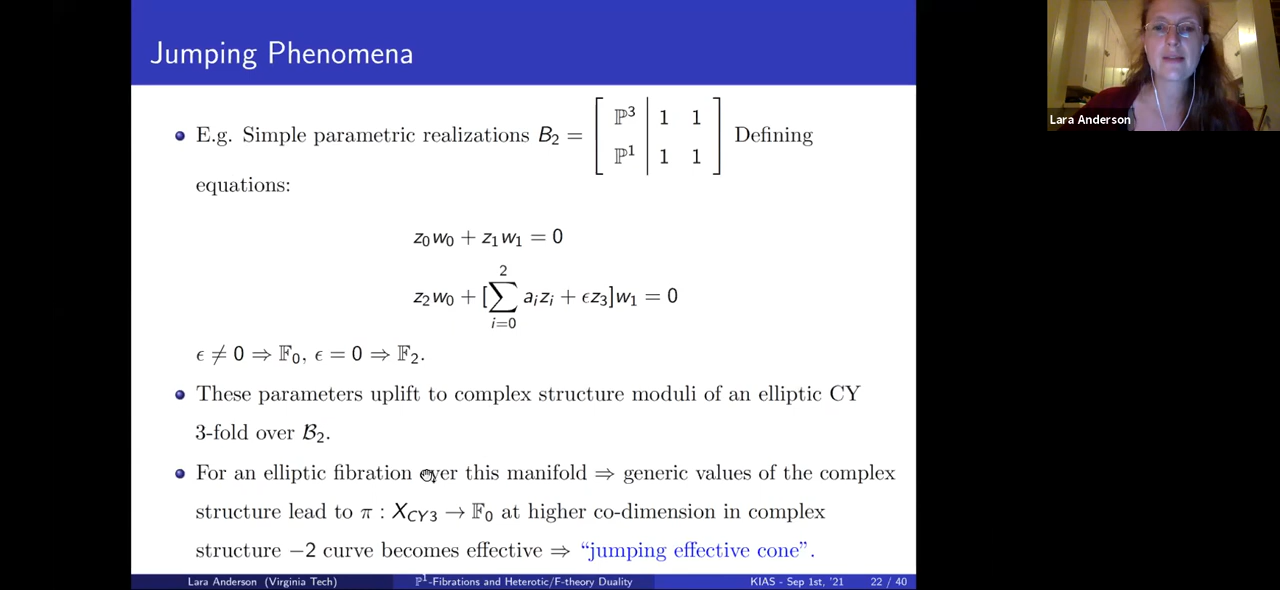 Jumping Phenomena
E.g. Simple parametric realizations B₂ = [ ℙ³ | 1 1 ; ℙ¹ | 1 1 ] Defining
equations:
z₀w₀ + z₁w₁ = 0
z₂w₀ + [∑_{i=0}^{2} aᵢzᵢ + ϵz₃]w₁ = 0
ϵ ≠ 0 ⇒ 𝔽₀, ϵ = 0 ⇒ 𝔽₂.
These parameters uplift to complex structure moduli of an elliptic CY
3-fold over ℬ₂.
For an elliptic fibration over this manifold ⇒ generic values of the complex
structure lead to π : X_{CY3} → 𝔽₀ at higher co-dimension in complex
structure −2 curve becomes effective ⇒ “jumping effective cone”.
Lara Anderson (Virginia Tech) ℙ¹-Fibrations and Heterotic/F-theory Duality KIAS - Sep 1st, '21 22 / 40
Lara Anderson